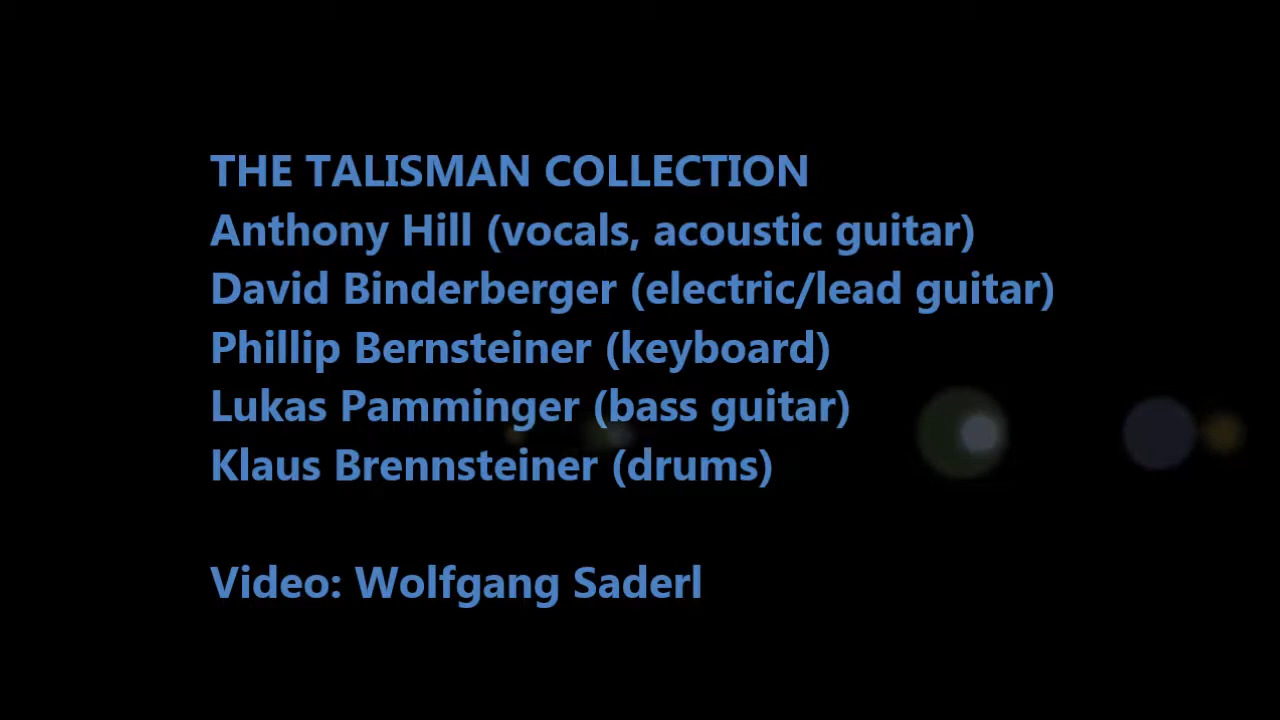 THE TALISMAN COLLECTION
Anthony Hill (vocals, acoustic guitar)
David Binderberger (electric/lead guitar)
Phillip Bernsteiner (keyboard)
Lukas Pamminger (bass guitar)
Klaus Brennsteiner (drums)
Video: Wolfgang Saderl